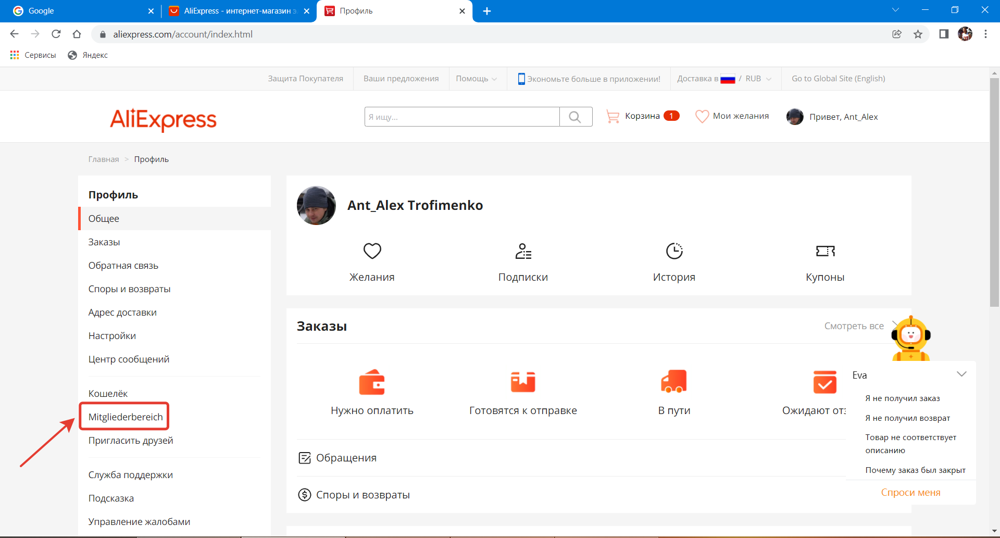 Google
AliExpress - интернет-магазин э
Профиль
aliexpress.com/account/index.html
Сервисы
Яндекс
Защита Покупателя
Ваши предложения
Помощь
Экономьте больше в приложении!
Доставка в / RUB
Go to Global Site (English)
AliExpress
Я ищу...
Корзина 1
Мои желания
Привет, Ant_Alex
Главная > Профиль
Профиль
Общее
Заказы
Обратная связь
Споры и возвраты
Адрес доставки
Настройки
Центр сообщений
Кошелёк
Mitgliederbereich
Пригласить друзей
Служба поддержки
Подсказка
Управление жалобами
Ant_Alex Trofimenko
Желания
Подписки
История
Купоны
Заказы
Смотреть все
Нужно оплатить
Готовятся к отправке
В пути
Ожидают отз
Обращения
Споры и возвраты
Eva
Я не получил заказ
Я не получил возврат
Товар не соответствует
описанию
Почему заказ был закрыт
Спроси меня